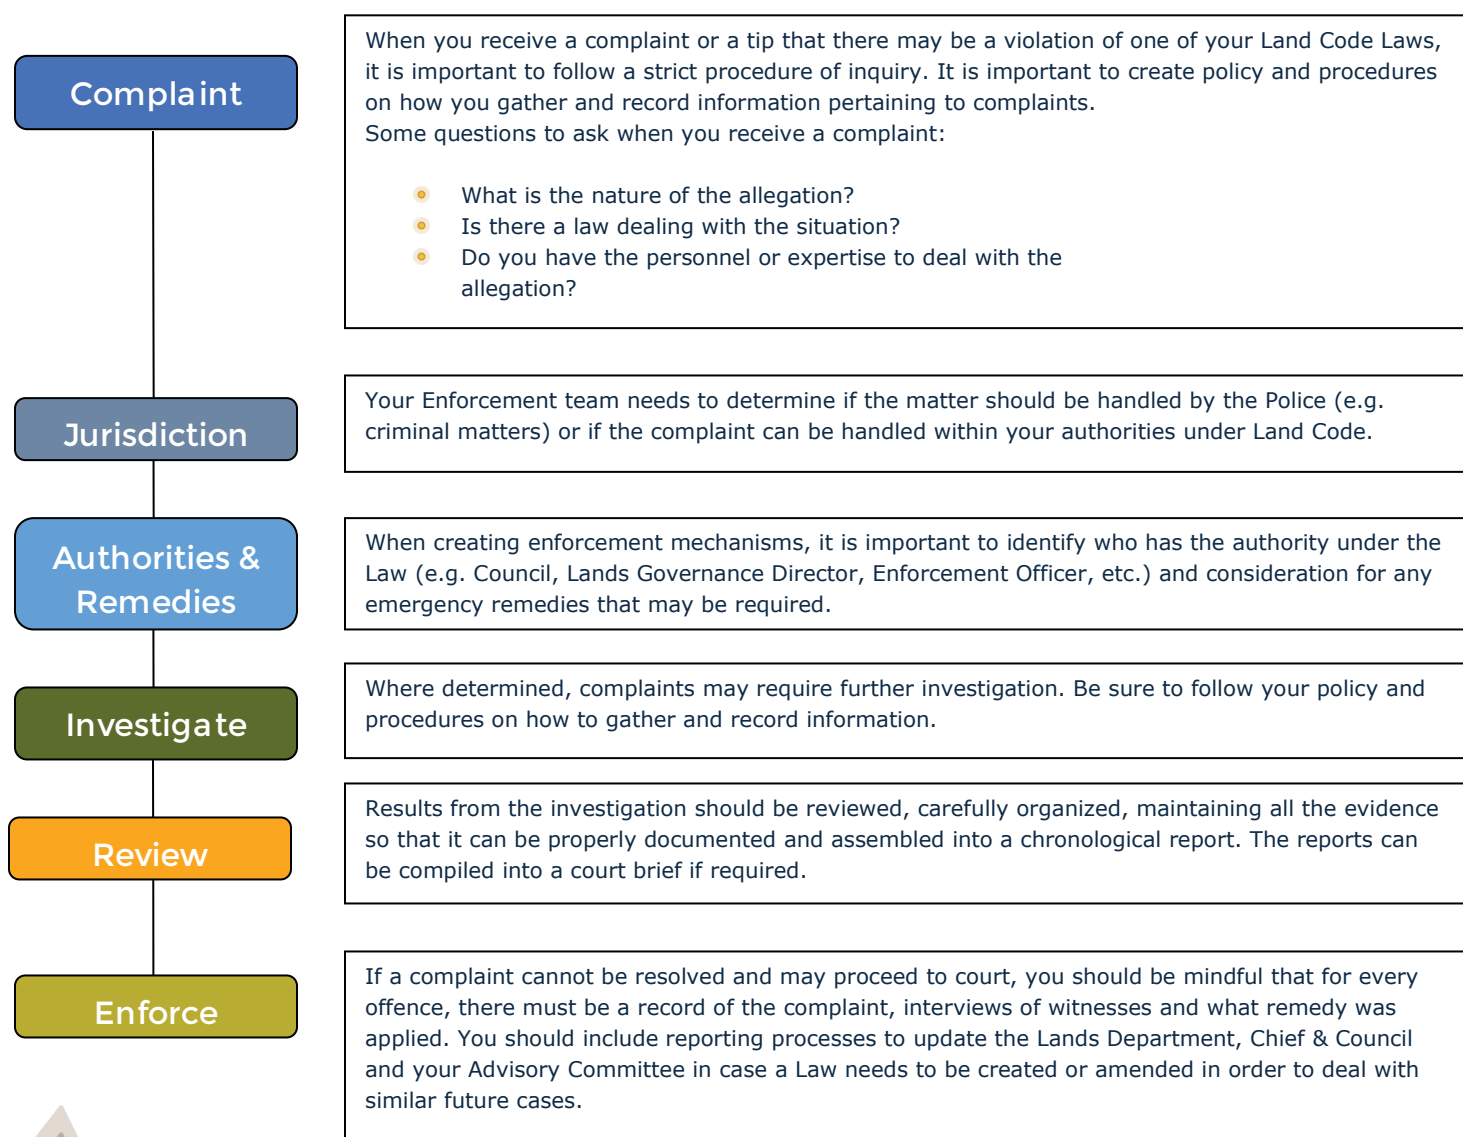 Complaint
When you receive a complaint or a tip that there may be a violation of one of your Land Code Laws,
it is important to follow a strict procedure of inquiry. It is important to create policy and procedures
on how you gather and record information pertaining to complaints.
Some questions to ask when you receive a complaint:
What is the nature of the allegation?
Is there a law dealing with the situation?
Do you have the personnel or expertise to deal with the
allegation?
Jurisdiction
Your Enforcement team needs to determine if the matter should be handled by the Police (e.g.
criminal matters) or if the complaint can be handled within your authorities under Land Code.
Authorities &
Remedies
When creating enforcement mechanisms, it is important to identify who has the authority under the
Law (e.g. Council, Lands Governance Director, Enforcement Officer, etc.) and consideration for any
emergency remedies that may be required.
Investigate
Where determined, complaints may require further investigation. Be sure to follow your policy and
procedures on how to gather and record information.
Review
Results from the investigation should be reviewed, carefully organized, maintaining all the evidence
so that it can be properly documented and assembled into a chronological report. The reports can
be compiled into a court brief if required.
Enforce
If a complaint cannot be resolved and may proceed to court, you should be mindful that for every
offence, there must be a record of the complaint, interviews of witnesses and what remedy was
applied. You should include reporting processes to update the Lands Department, Chief & Council
and your Advisory Committee in case a Law needs to be created or amended in order to deal with
similar future cases.